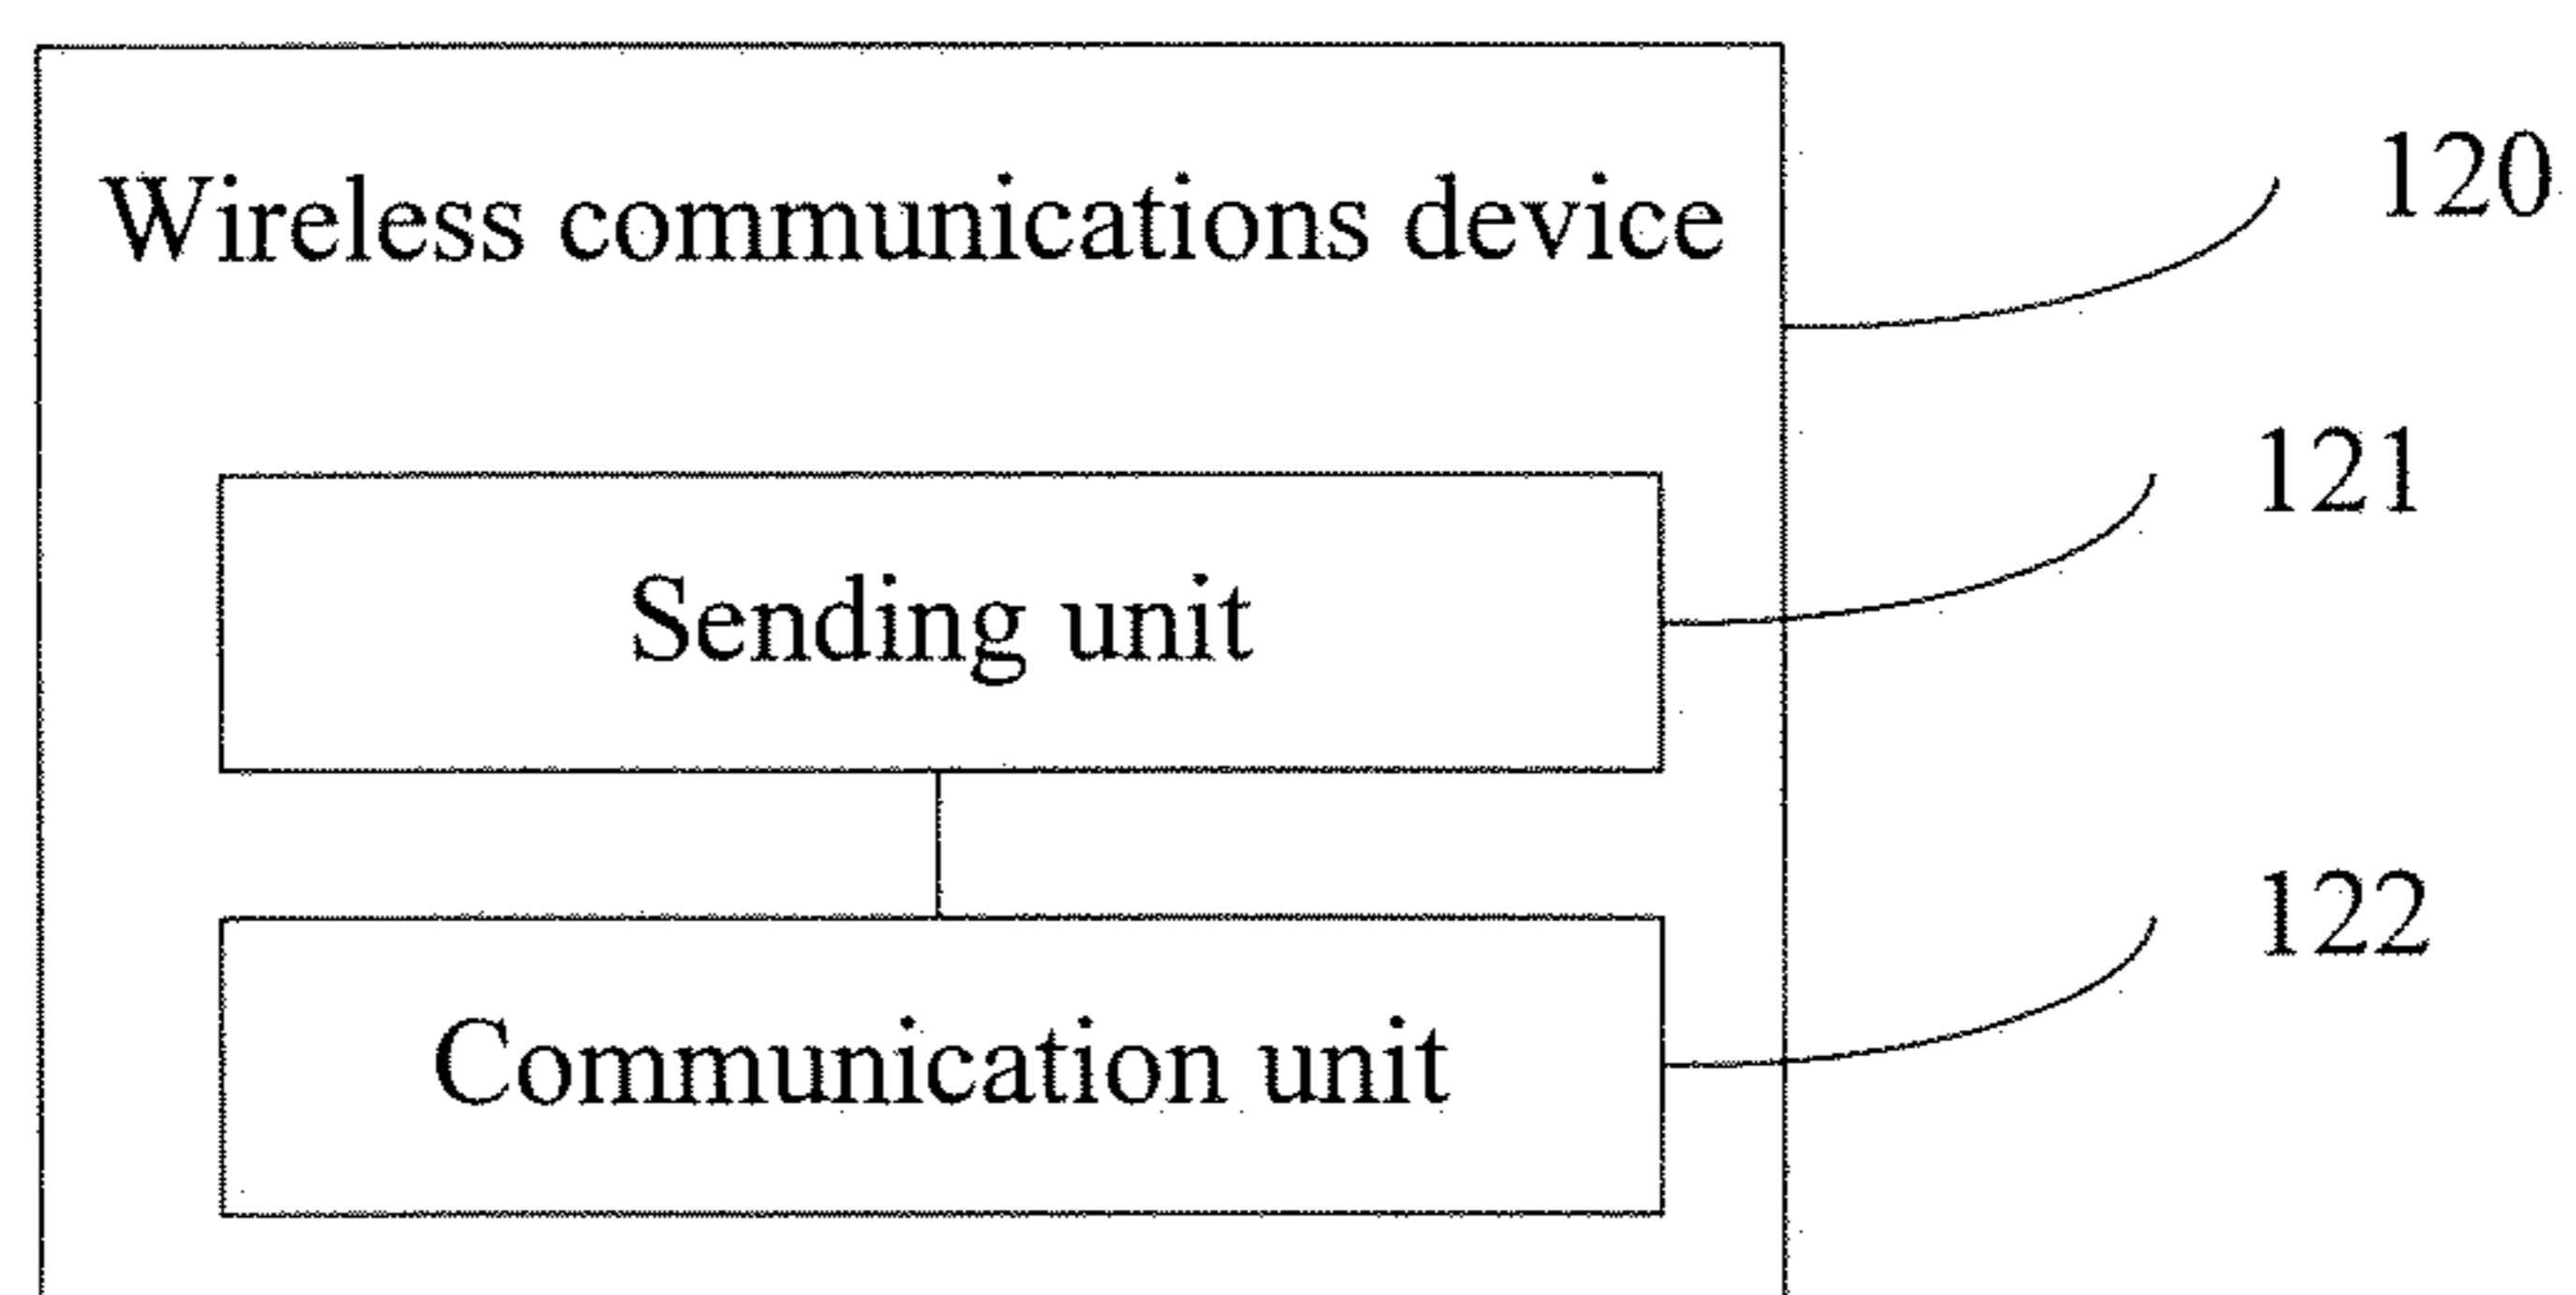 Wireless communications device
120
121
Sending unit
122
Communication unit